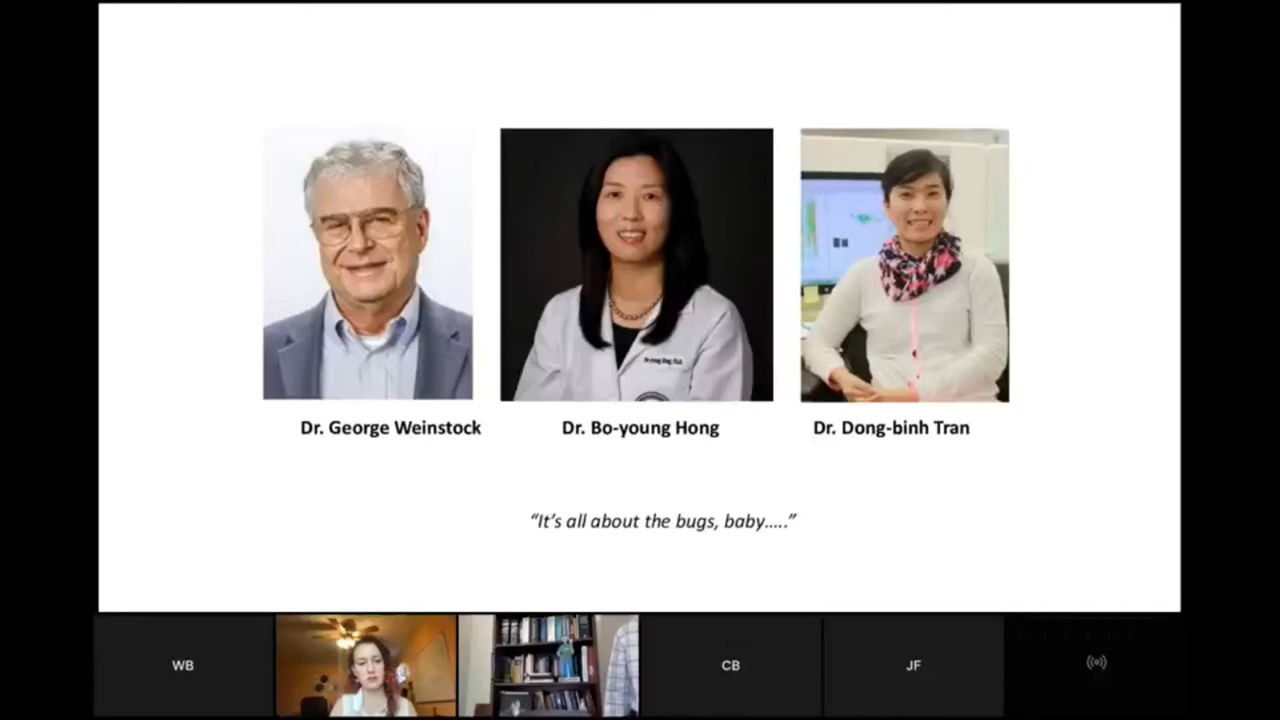 Dr. George Weinstock
Dr. Bo-young Hong
Dr. Dong-binh Tran
“It’s all about the bugs, baby…..”
WB
CB
JF